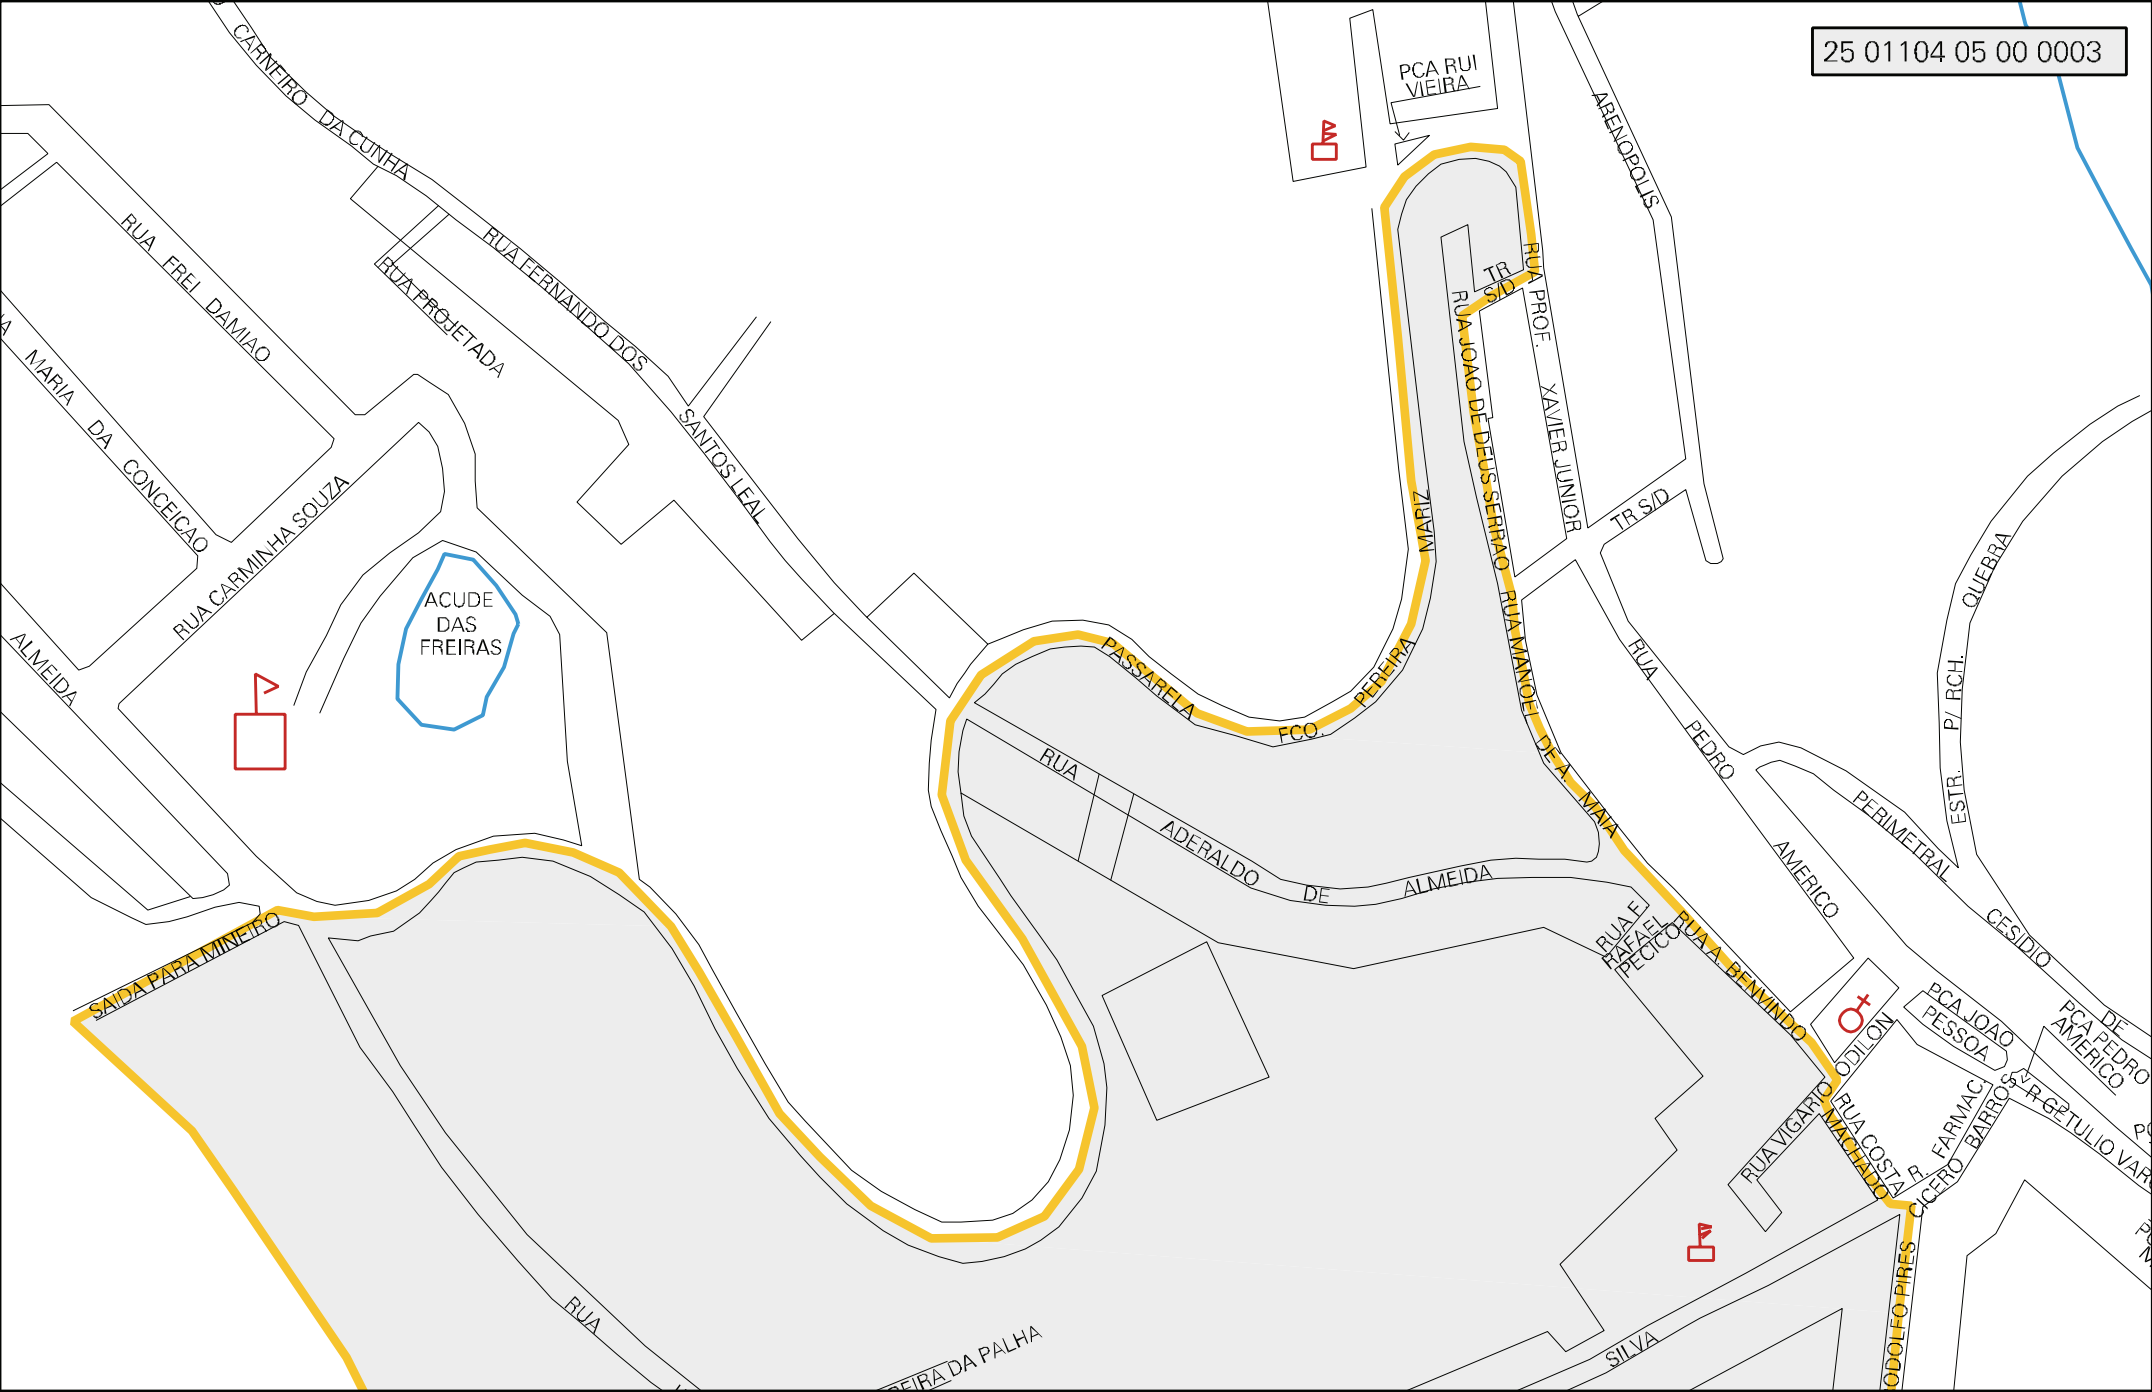 25 01104 05 00 0003
CARNEIRO DA CUNHA
PCA RUI
VIEIRA
ARENOPOLIS
RUA FREI DAMIAO
RUA FERNANDO DOS
SANTOS LEAL
RUA PROJETADA
TR
S/D
RUA PROF. XAVIER JUNIOR
RUA JOAO DE DEUS SERRAO
MARIA DA CONCEICAO
RUA CARMINHA SOUZA
TR S/D
MARIZ
ESTR. P/ RCH. QUEBRA
ACUDE
DAS
FREIRAS
ALMEIDA
PASSARELA
FCO.
PEREIRA
RUA MANOEL DE A. MAIA
RUA PEDRO AMERICO
RUA ADERALDO DE ALMEIDA
PERIMETRAL CESIDIO DE
SAIDA PARA MINEIRO
RUA F.
RAFAEL
PECICO
RUA A. BENVINDO
PCA JOAO
PESSOA
PCA PEDRO
AMERICO
RUA VIGARIO ODILON
RUA COSTA
MACHADO
R. FARMAC.
CICERO BARROS
R GETULIO
RUA
EIRA DA PALHA
SILVA
ODOLFO PIRES